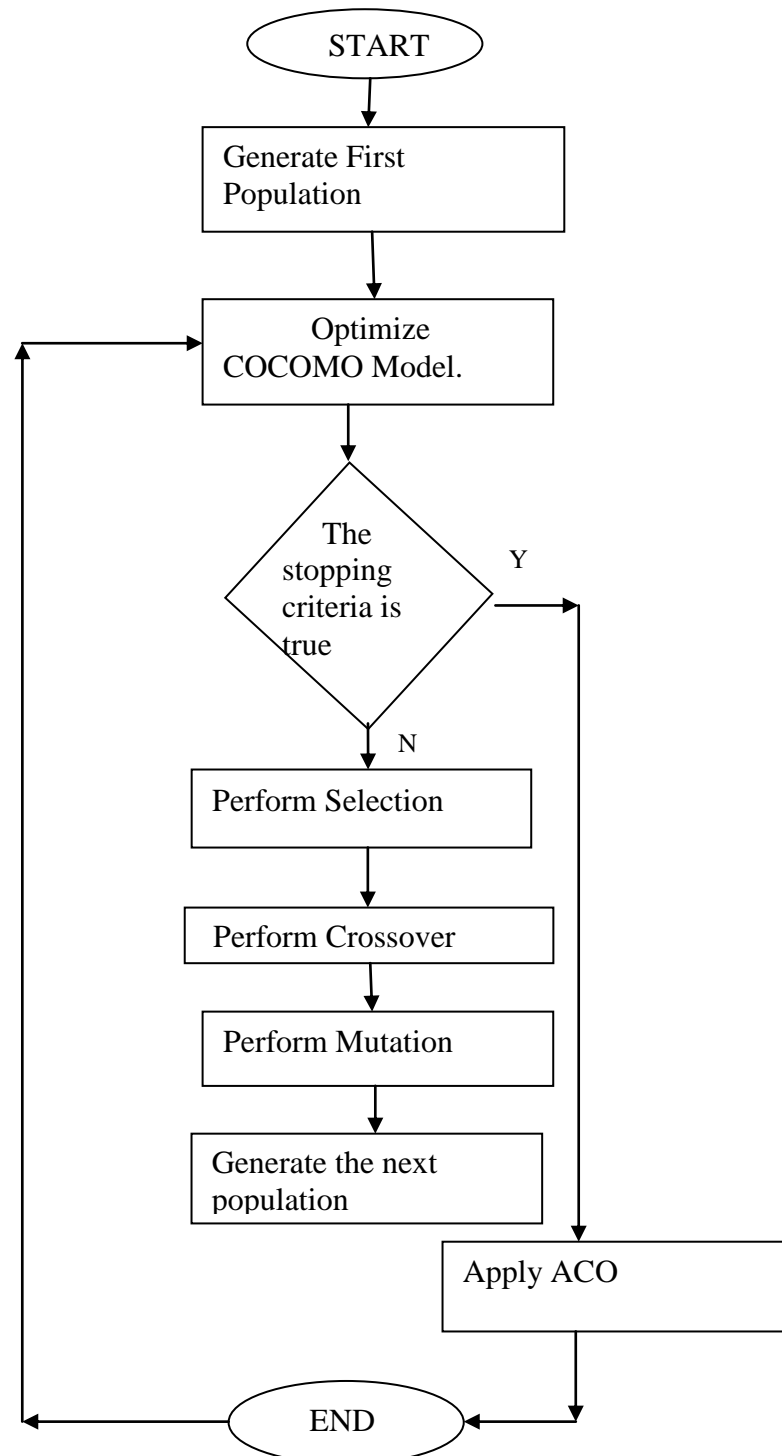 START
Generate First
Population
Optimize
COCOMO Model.
The
stopping
criteria is
true
Y
N
Perform Selection
Perform Crossover
Perform Mutation
Generate the next
population
Apply ACO
END